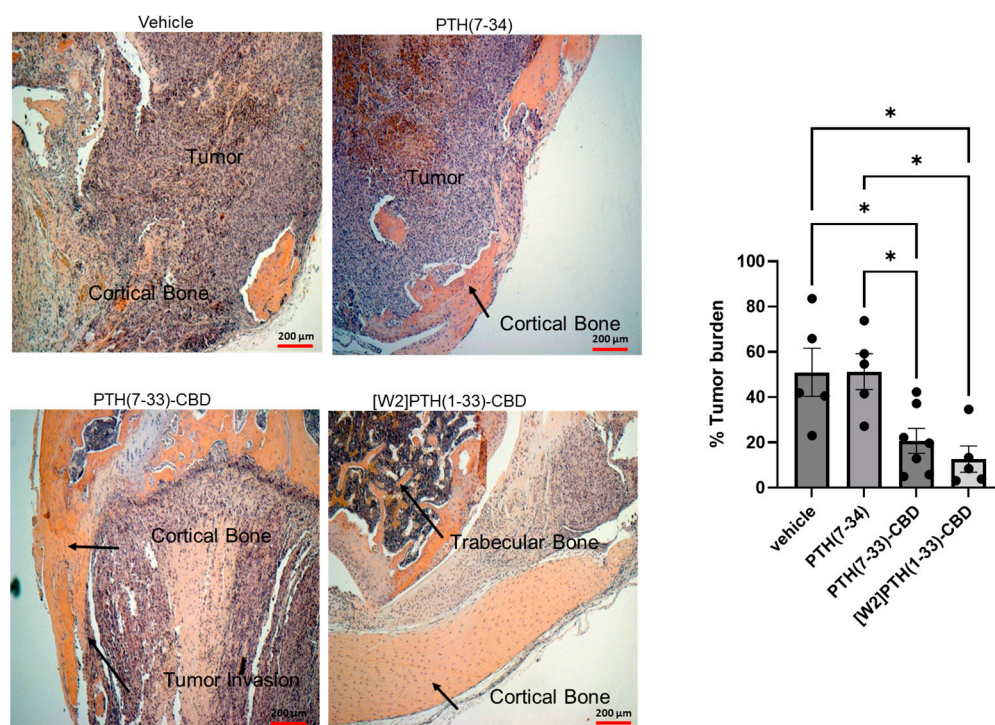 Vehicle
Tumor
Cortical Bone
200 µm
PTH(7-34)
Tumor
Cortical Bone
200 µm
PTH(7-33)-CBD
Cortical Bone
Tumor Invasion
200 µm
[W2]PTH(1-33)-CBD
Trabecular Bone
Cortical Bone
200 µm
*
*
*
*
% Tumor burden
100
80
60
40
20
0
vehicle
PTH(7-34)
PTH(7-33)-CBD
[W2]PTH(1-33)-CBD